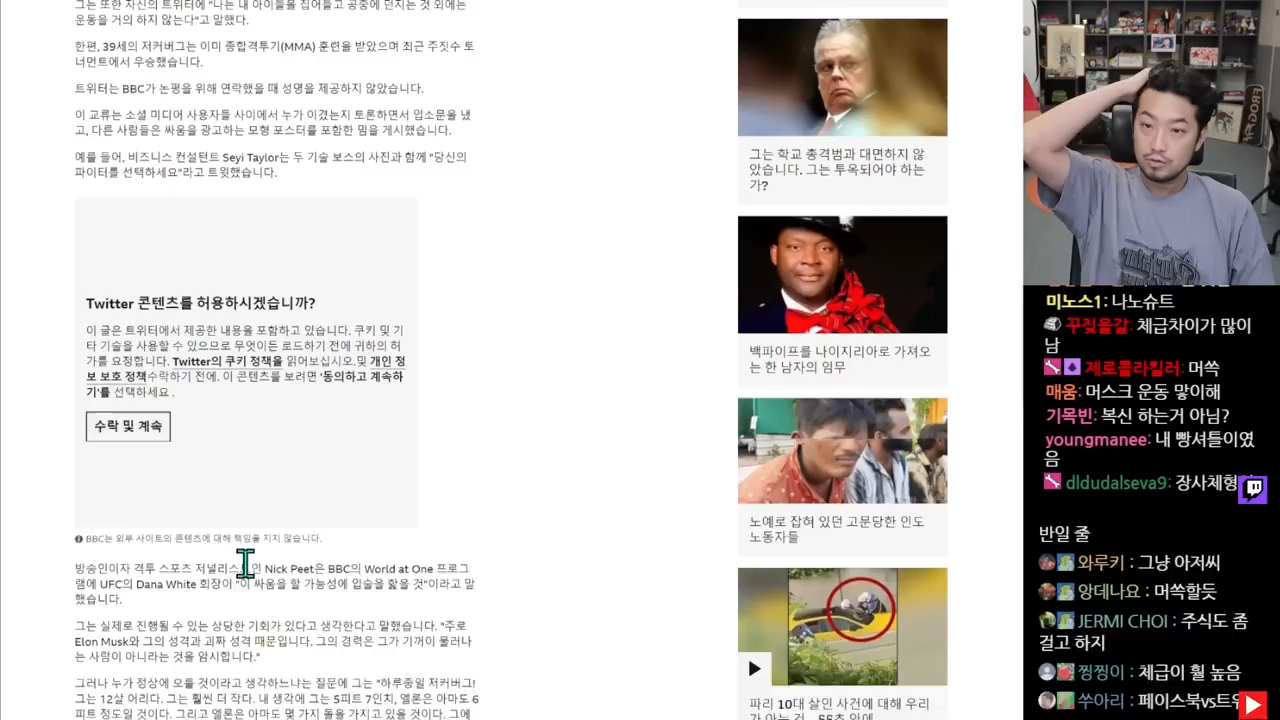 그는 또한 자신의 트위터에 "나는 내 아이들을 집어들고 공중에 던지는 것 외에는
운동을 거의 하지 않는다"고 말했다.
한편, 39세의 저커버그는 이미 종합격투기(MMA) 훈련을 받았으며 최근 주짓수 토
너먼트에서 우승했습니다.
트위터는 BBC가 논평을 위해 연락했을 때 성명을 제공하지 않았습니다.
이 교류는 소셜 미디어 사용자들 사이에서 누가 이겼는지 토론하면서 입소문을 냈
고, 다른 사람들은 싸움을 광고하는 모형 포스터를 포함한 밈을 게시했습니다.
예를 들어, 비즈니스 컨설턴트 Seyi Taylor는 두 기술 보스의 사진과 함께 "당신의
파이터를 선택하세요"라고 트윗했습니다.
Twitter 콘텐츠를 허용하시겠습니까?
이 글은 트위터에서 제공한 내용을 포함하고 있습니다. 쿠키 및 기
타 기술을 사용할 수 있으므로 무엇이든 로드하기 전에 귀하의 허
가를 요청합니다. Twitter의 쿠키 정책을 읽어보십시오 및 개인 정
보 보호 정책수락하기 전에. 이 콘텐츠를 보려면 '동의하고 계속하
기'를 선택하세요 .
수락 및 계속
BBC는 외부 사이트의 콘텐츠에 대해 책임을 지지 않습니다.
방송인이자 격투 스포츠 저널리스 인 Nick Peet은 BBC의 World at One 프로그
램에 UFC의 Dana White 회장이 "이 싸움을 할 가능성에 입술을 핥을 것"이라고 말
했습니다.
그는 실제로 진행될 수 있는 상당한 기회가 있다고 생각한다고 말했습니다. "주로
Elon Musk와 그의 성격과 괴짜 성격 때문입니다. 그의 경력은 그가 기꺼이 물러나
는 사람이 아니라는 것을 암시합니다."
그러나 누가 정상에 오를 것이라고 생각하느냐는 질문에 "하루종일 저커버그!
그는 12살 어리다. 그는 훨씬 더 작다. 내 생각에 그는 5피트 7인치, 엘론은 아마도 6
피트 정도일 것이다. 그리고 엘론은 아마도 몇 가지 돌을 가지고 있을 것이다. 그에
그는 학교 총격범과 대면하지 않
았습니다. 그는 투옥되어야 하는
가?
백파이프를 나이지리아로 가져오
는 한 남자의 임무
노예로 잡혀 있던 고문당한 인도
노동자들
파리 10대 살인 사건에 대해 우리
가 아는 것
FROG
미노스1: 나노슈트
꾸짖을갈: 체급차이가 많이
남
제로콜라킬러: 머쓱
매움: 머스크 운동 맣이해
기목빈: 복신 하는거 아님?
youngmanee: 내 빵셔틀이였
음
dldudalseva9: 장사체형
반일 줄
와루키 : 그냥 아저씨
앙데나요 : 머쓱할듯
JERMI CHOI : 주식도 좀
걸고 하지
찡찡이 : 체급이 훨 높음
쑤아리 : 페이스북vs트위